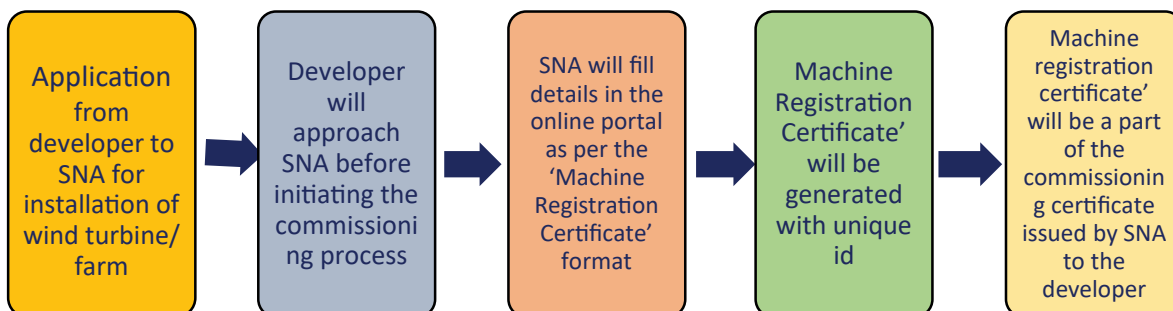 Application
from
developer to
SNA for
installation of
wind turbine/
farm
Developer
will
approach
SNA before
initiating the
commissioni
ng process
SNA will fill
details in the
online portal
as per the
‘Machine
Registration
Certificate’
format
Machine
Registration
Certificate’
will be
generated
with unique
id
Machine
registration
certificate’
will be a part
of the
commissionin
g certificate
issued by SNA
to the
developer